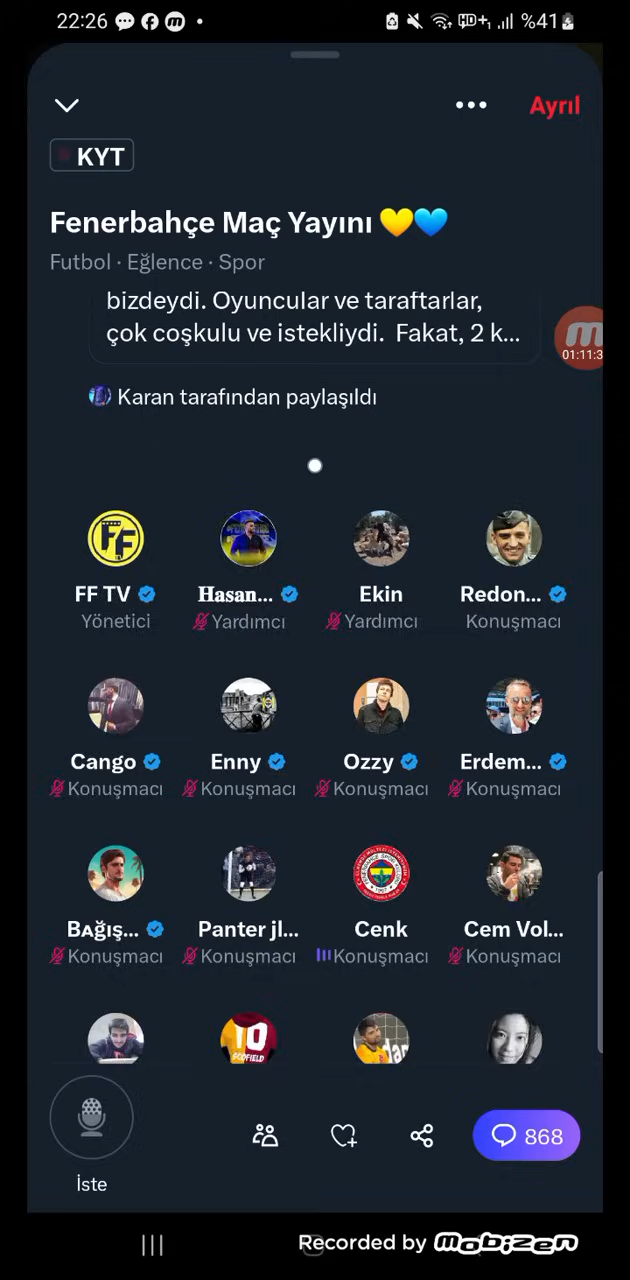 22:26 %41
Ayrıl
KYT
Fenerbahçe Maç Yayını 💛💙
Futbol · Eğlence · Spor
bizdeydi. Oyuncular ve taraftarlar,
çok coşkulu ve istekliydi. Fakat, 2 k...
01:11:3
Karan tarafından paylaşıldı
FF
FF TV Hasan... Ekin Redon...
Yönetici Yardımcı Yardımcı Konuşmacı
Cango Enny Ozzy Erdem...
Konuşmacı Konuşmacı Konuşmacı Konuşmacı
Bağış... Panter jl... Cenk Cem Vol...
Konuşmacı Konuşmacı Konuşmacı Konuşmacı
10
SCOFIELD
868
İste
Recorded by mobizen